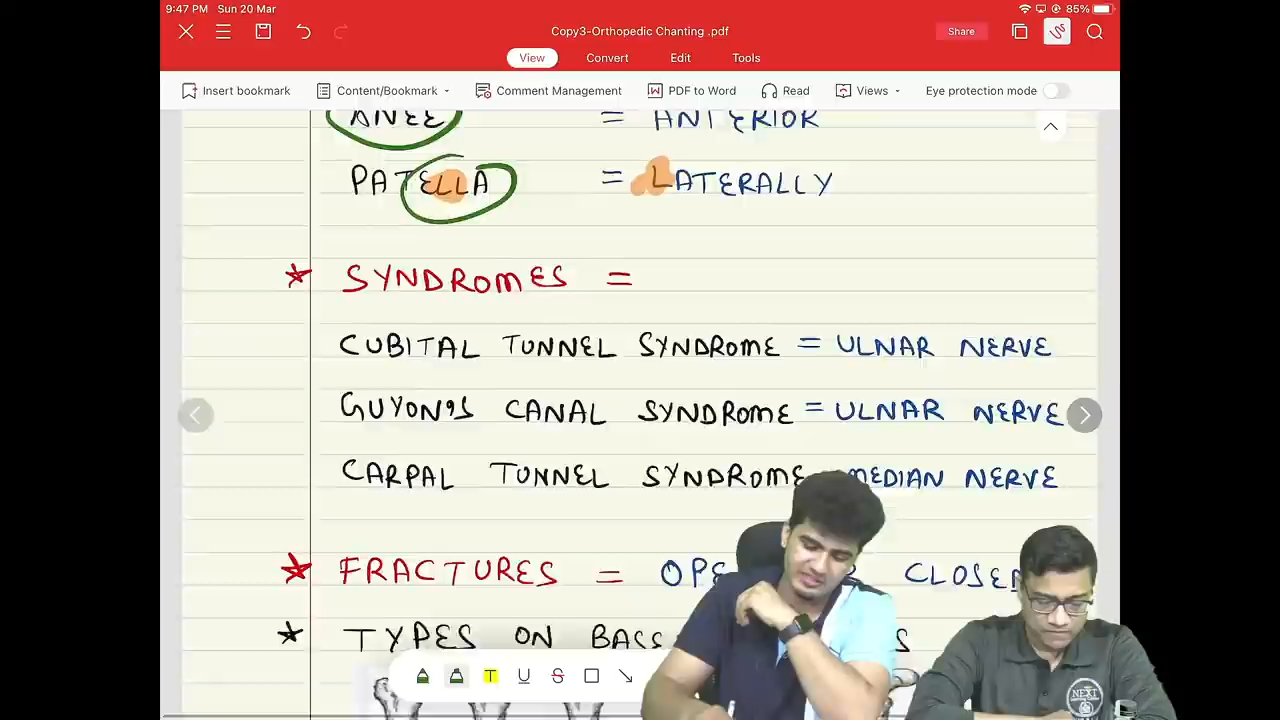 9:47 PM Sun 20 Mar 85%
Copy3-Orthopedic Chanting .pdf
Share
View Convert Edit Tools
Insert bookmark Content/Bookmark Comment Management PDF to Word Read Views Eye protection mode
= ANTERIOR
PATELLA = LATERALLY
* SYNDROMES =
CUBITAL TUNNEL SYNDROME = ULNAR NERVE
GUYON'S CANAL SYNDROME = ULNAR NERVE
CARPAL TUNNEL SYNDROME MEDIAN NERVE
* FRACTURES = OPE CLOSED
* TYPES ON BAS S
T U S
NEXT